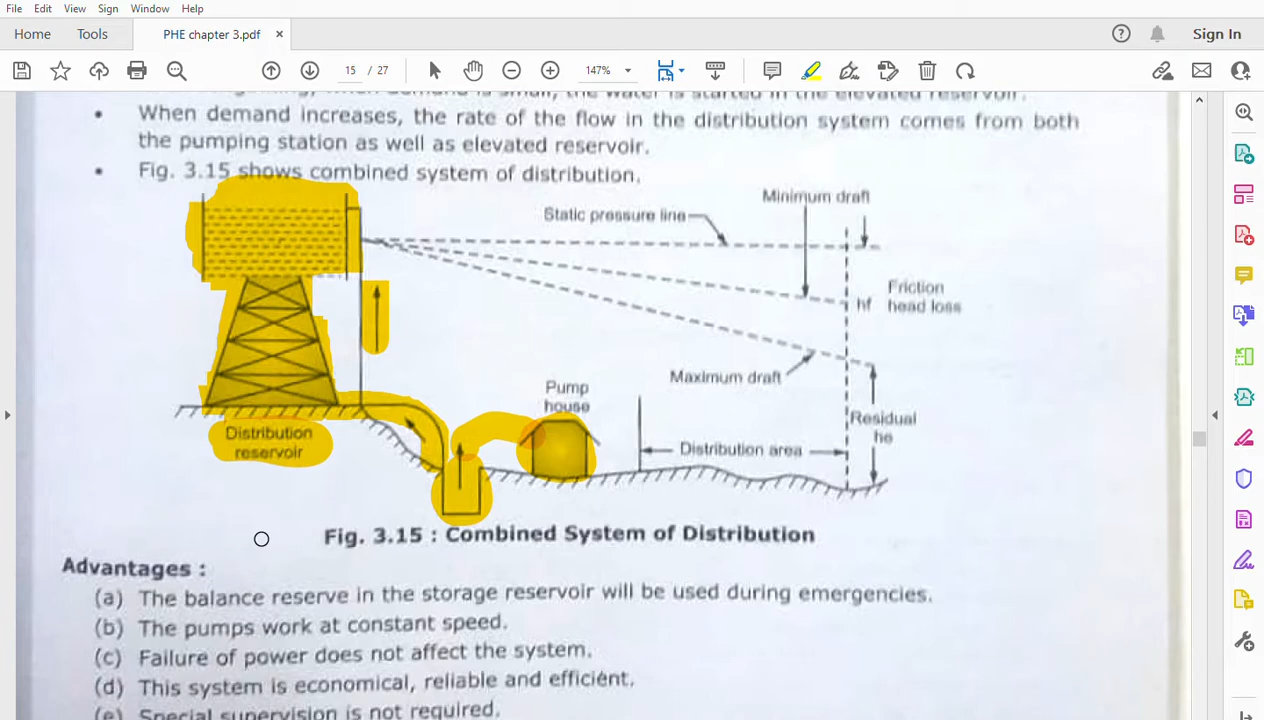 File Edit View Sign Window Help
Home Tools PHE chapter 3.pdf × Sign In
15 / 27 147%
When demand increases, the rate of the flow in the distribution system comes from both
the pumping station as well as elevated reservoir.
Fig. 3.15 shows combined system of distribution.
Minimum draft
Static pressure line
Friction
hf head loss
Maximum draft
Pump
house
Residual
he
Distribution area
Distribution
reservoir
Fig. 3.15 : Combined System of Distribution
Advantages :
(a) The balance reserve in the storage reservoir will be used during emergencies.
(b) The pumps work at constant speed.
(c) Failure of power does not affect the system.
(d) This system is economical, reliable and efficient.
(e) Special supervision is not required.